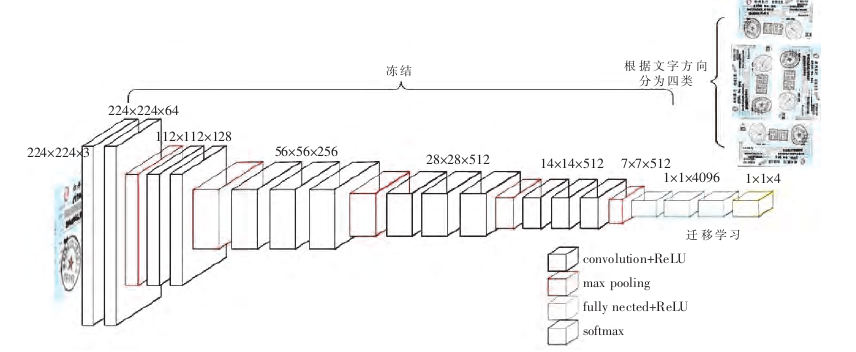 冻结
根据文字方向
分为四类
224×224×3
224×224×64
112×112×128
56×56×256
28×28×512
14×14×512
7×7×512
1×1×4096
1×1×4
迁移学习
convolution+ReLU
max pooling
fully nected+ReLU
softmax